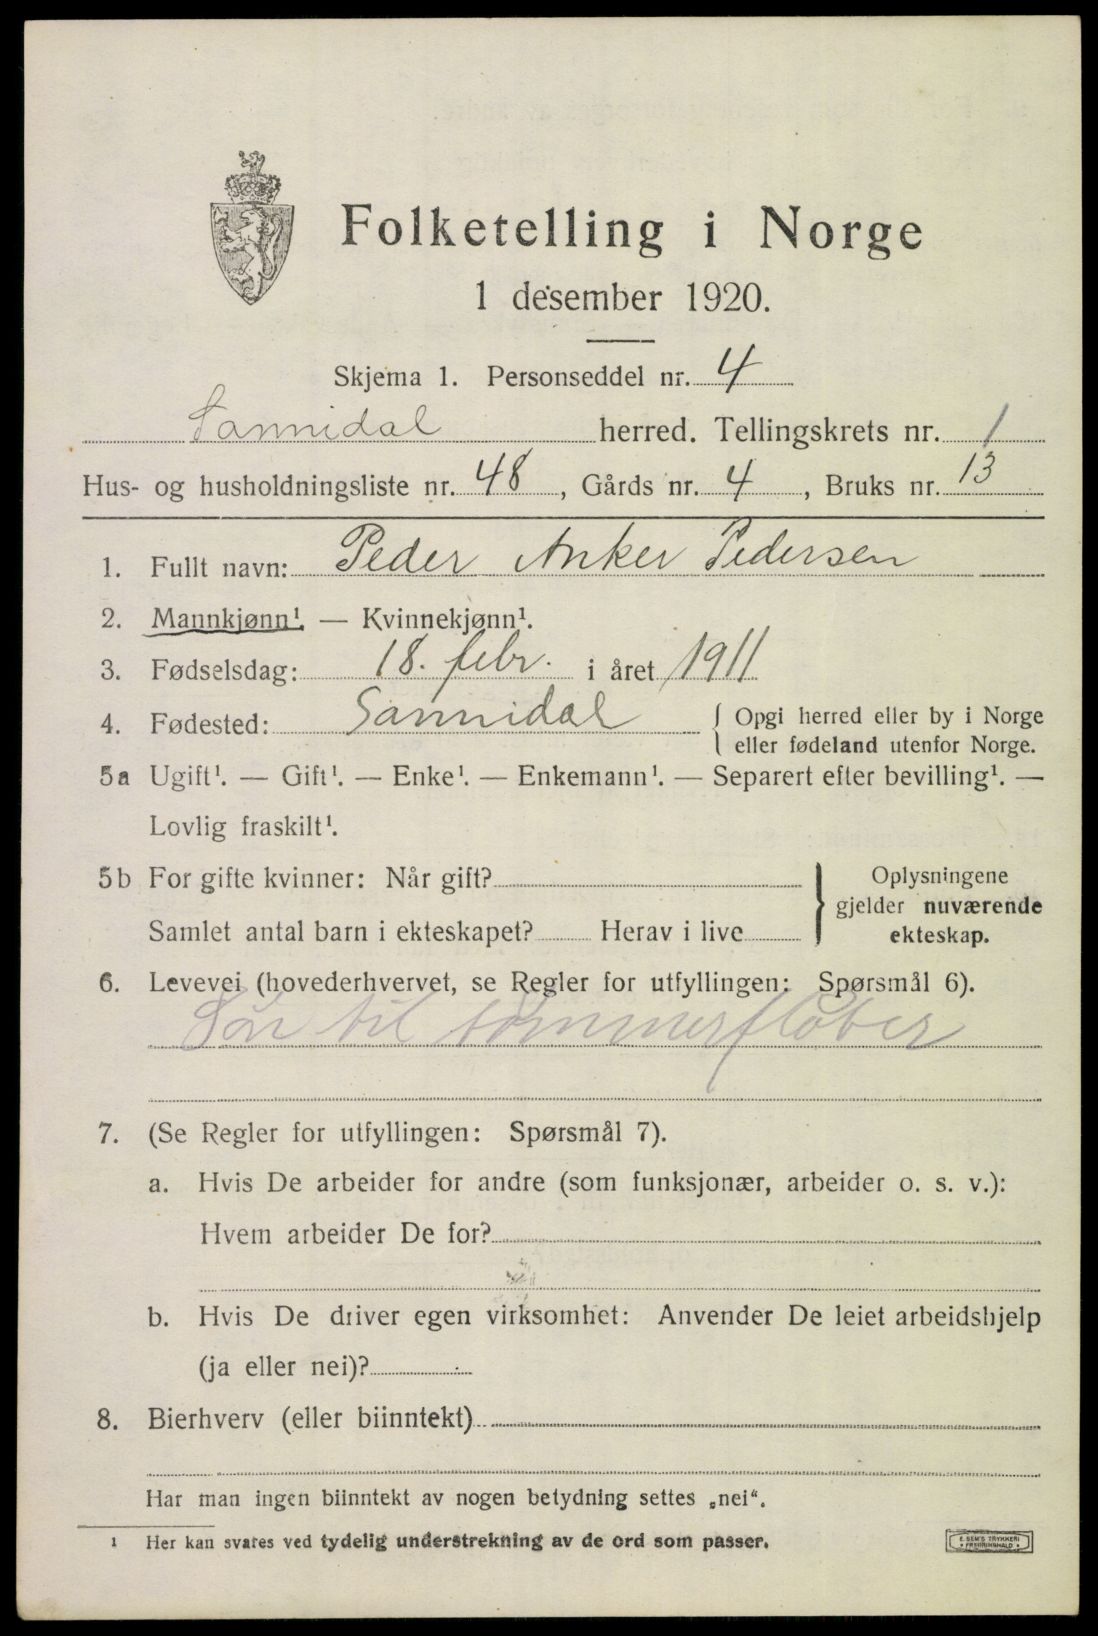 Folketelling i Norge
1 desember 1920.
Skjema 1. Personseddel nr. 4
Sannidal herred. Tellingskrets nr. 1
Hus- og husholdningsliste nr. 48, Gårds nr. 4, Bruks nr. 13
1. Fullt navn: Peder Anker Pedersen
2. Mannkjønn¹. — Kvinnekjønn¹.
3. Fødselsdag: 18. febr. i året 1911
4. Fødested: Sannidal { Opgi herred eller by i Norge
eller fødeland utenfor Norge.
5a Ugift¹. — Gift¹. — Enke¹. — Enkemann¹. — Separert efter bevilling¹. —
Lovlig fraskilt¹.
5b For gifte kvinner: Når gift? } Oplysningene
gjelder nuværende
Samlet antal barn i ekteskapet? Herav i live ekteskap.
6. Levevei (hovederhvervet, se Regler for utfyllingen: Spørsmål 6).
Søn til tømmerfløter
7. (Se Regler for utfyllingen: Spørsmål 7).
a. Hvis De arbeider for andre (som funksjonær, arbeider o. s. v.):
Hvem arbeider De for?
b. Hvis De driver egen virksomhet: Anvender De leiet arbeidshjelp
(ja eller nei)?
8. Bierhverv (eller biinntekt)
Har man ingen biinntekt av nogen betydning settes „nei“.
¹ Her kan svares ved tydelig understrekning av de ord som passer.
E. SEM'S TRYKKERI
FREDRIKSHALD